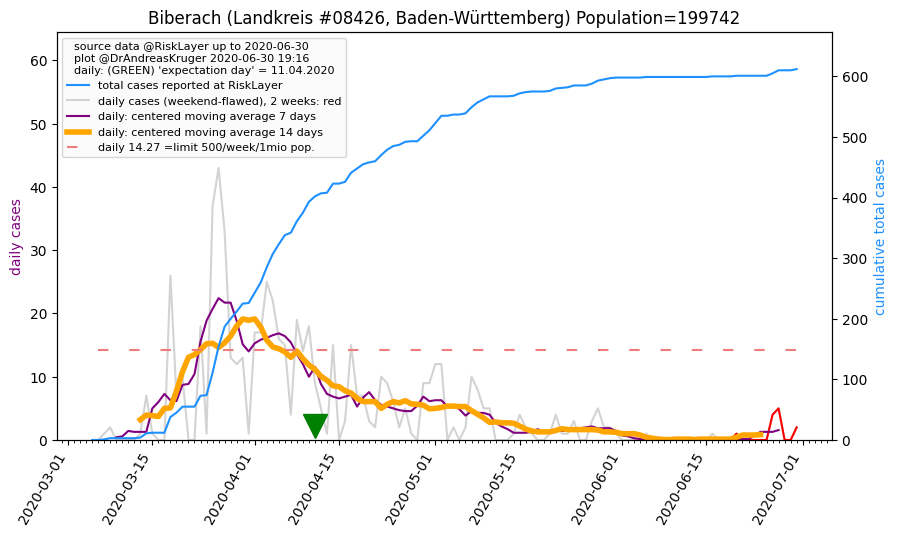 Biberach (Landkreis #08426, Baden-Württemberg) Population=199742
source data @RiskLayer up to 2020-06-30
plot @DrAndreasKruger 2020-06-30 19:16
daily: (GREEN) 'expectation day' = 11.04.2020
total cases reported at RiskLayer
daily cases (weekend-flawed), 2 weeks: red
daily: centered moving average 7 days
daily: centered moving average 14 days
daily 14.27 =limit 500/week/1mio pop.
daily cases
60
50
40
30
20
10
0
cumulative total cases
600
500
400
300
200
100
0
2020-03-01
2020-03-15
2020-04-01
2020-04-15
2020-05-01
2020-05-15
2020-06-01
2020-06-15
2020-07-01